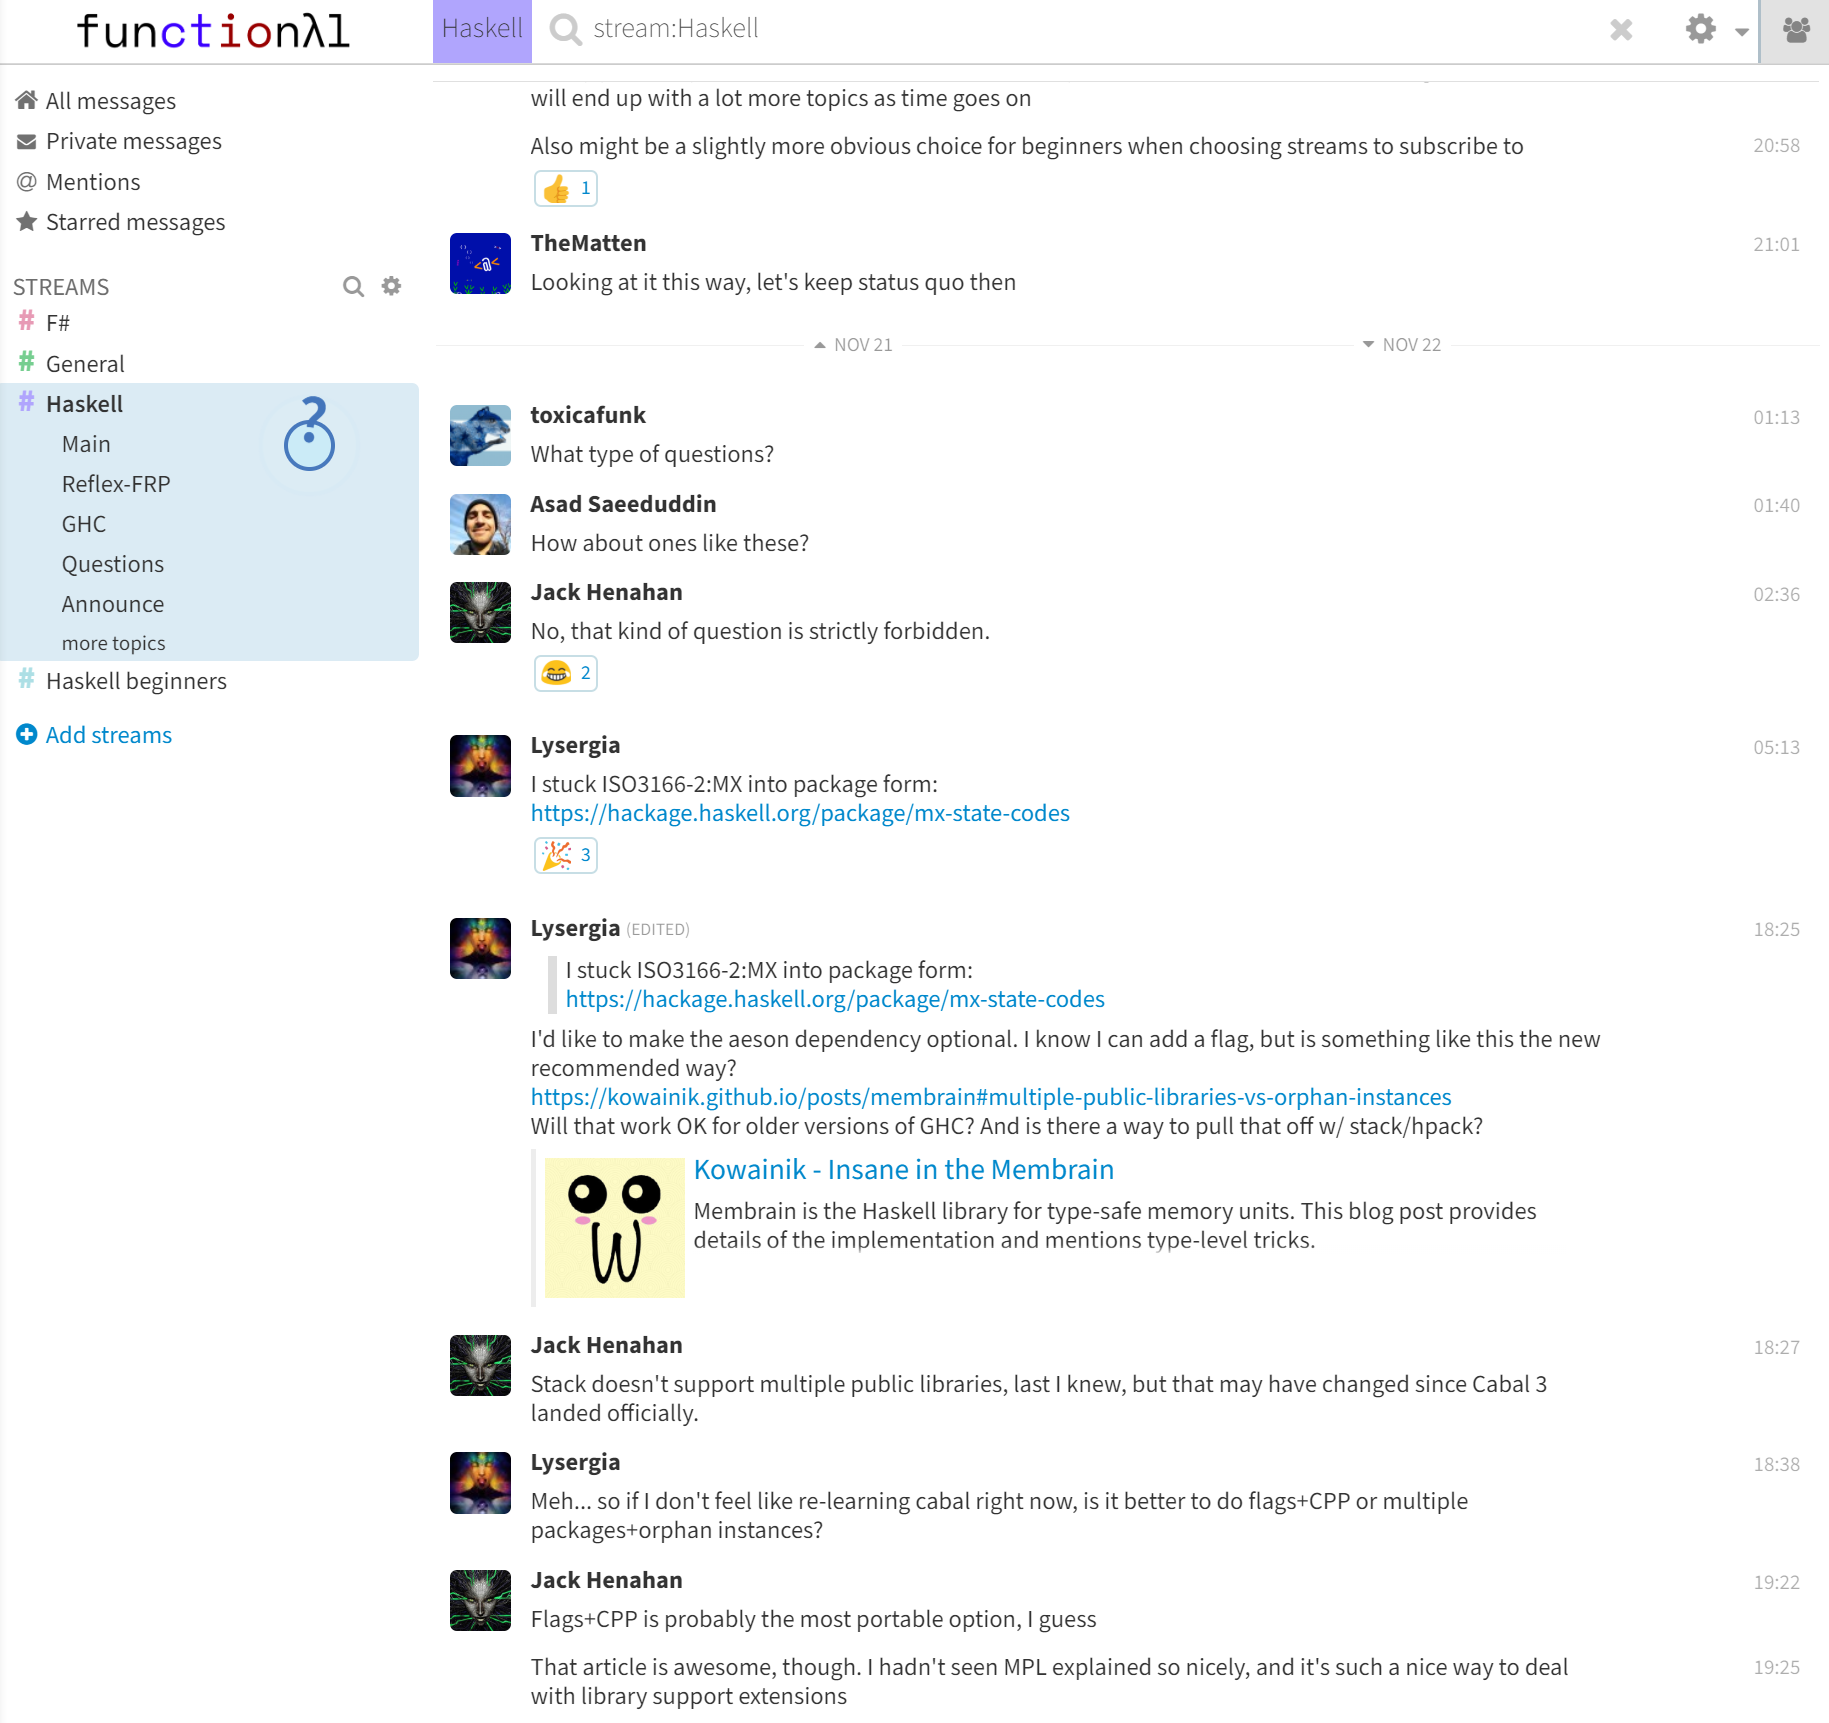 functionλl
Haskell
stream:Haskell
All messages
Private messages
@ Mentions
Starred messages
STREAMS
# F#
# General
# Haskell
Main
Reflex-FRP
GHC
Questions
Announce
more topics
# Haskell beginners
Add streams
will end up with a lot more topics as time goes on
Also might be a slightly more obvious choice for beginners when choosing streams to subscribe to 20:58
👍 1
TheMatten 21:01
Looking at it this way, let's keep status quo then
NOV 21 NOV 22
toxicafunk 01:13
What type of questions?
Asad Saeeduddin 01:40
How about ones like these?
Jack Henahan 02:36
No, that kind of question is strictly forbidden.
😂 2
Lysergia 05:13
I stuck ISO3166-2:MX into package form:
https://hackage.haskell.org/package/mx-state-codes
🎉 3
Lysergia (EDITED) 18:25
I stuck ISO3166-2:MX into package form:
https://hackage.haskell.org/package/mx-state-codes
I'd like to make the aeson dependency optional. I know I can add a flag, but is something like this the new
recommended way?
https://kowainik.github.io/posts/membrain#multiple-public-libraries-vs-orphan-instances
Will that work OK for older versions of GHC? And is there a way to pull that off w/ stack/hpack?
Kowainik - Insane in the Membrain
Membrain is the Haskell library for type-safe memory units. This blog post provides
details of the implementation and mentions type-level tricks.
Jack Henahan 18:27
Stack doesn't support multiple public libraries, last I knew, but that may have changed since Cabal 3
landed officially.
Lysergia 18:38
Meh... so if I don't feel like re-learning cabal right now, is it better to do flags+CPP or multiple
packages+orphan instances?
Jack Henahan 19:22
Flags+CPP is probably the most portable option, I guess
That article is awesome, though. I hadn't seen MPL explained so nicely, and it's such a nice way to deal 19:25
with library support extensions